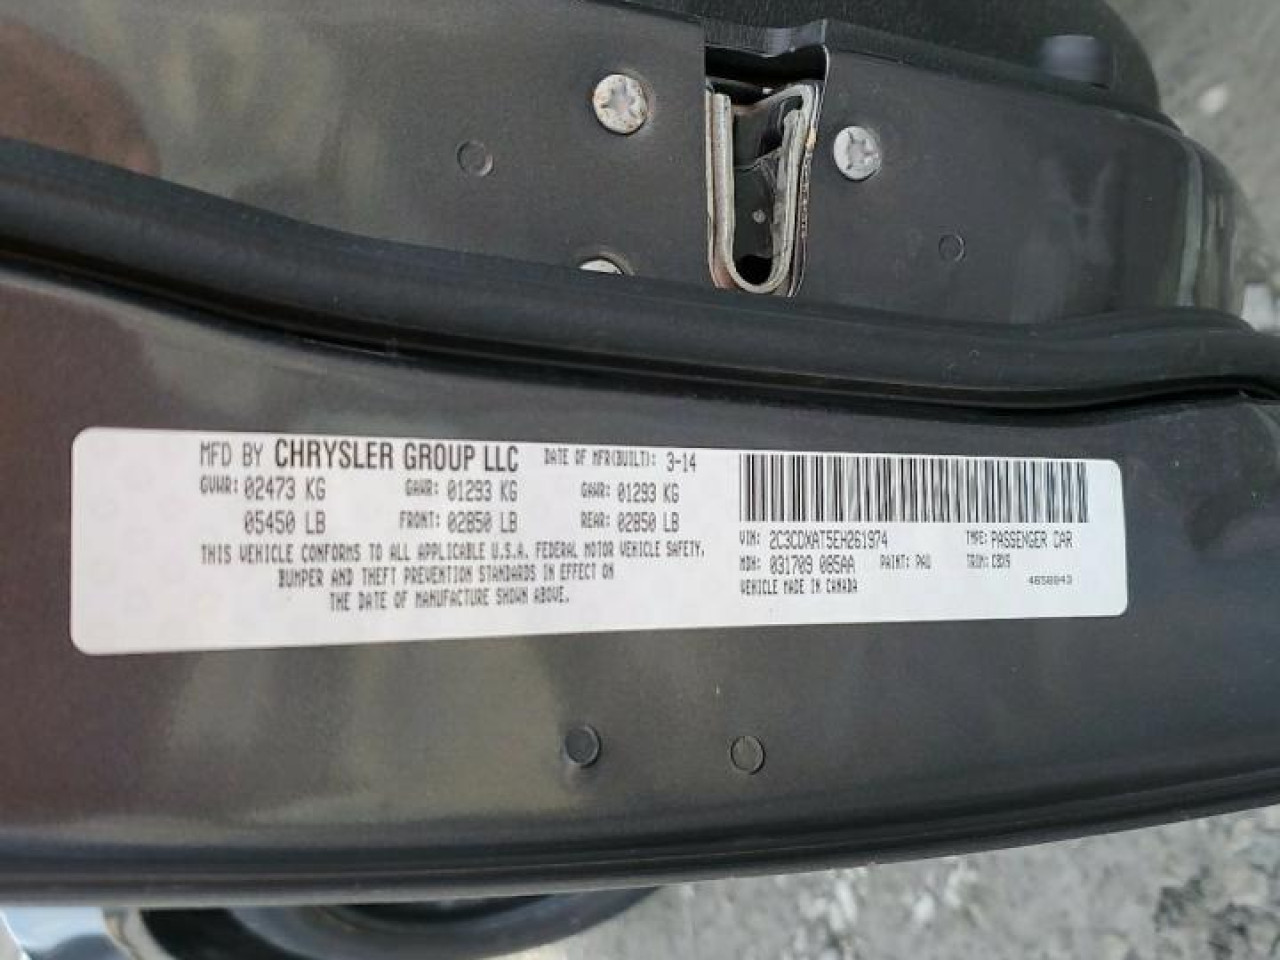 MFD BY CHRYSLER GROUP LLC DATE OF MFR(BUILT): 3-14
GVWR: 02473 KG GAWR: 01293 KG GAWR: 01293 KG
05450 LB FRONT: 02850 LB REAR: 02850 LB
THIS VEHICLE CONFORMS TO ALL APPLICABLE U.S.A. FEDERAL MOTOR VEHICLE SAFETY,
BUMPER AND THEFT PREVENTION STANDARDS IN EFFECT ON
THE DATE OF MANUFACTURE SHOWN ABOVE.
VIN: 2C3CDXAT5EH261974 TYPE: PASSENGER CAR
MDH: 031709 085AA PAINT: PAU TRIM: CBX9
VEHICLE MADE IN CANADA 4658043